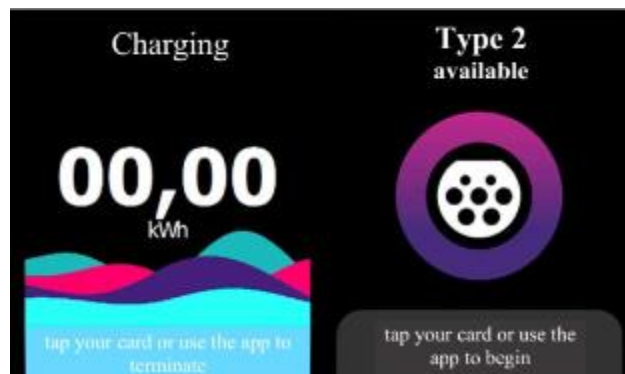 Charging
00,00
kWh
tap your card or use the app to
terminate
Type 2
available
tap your card or use the
app to begin